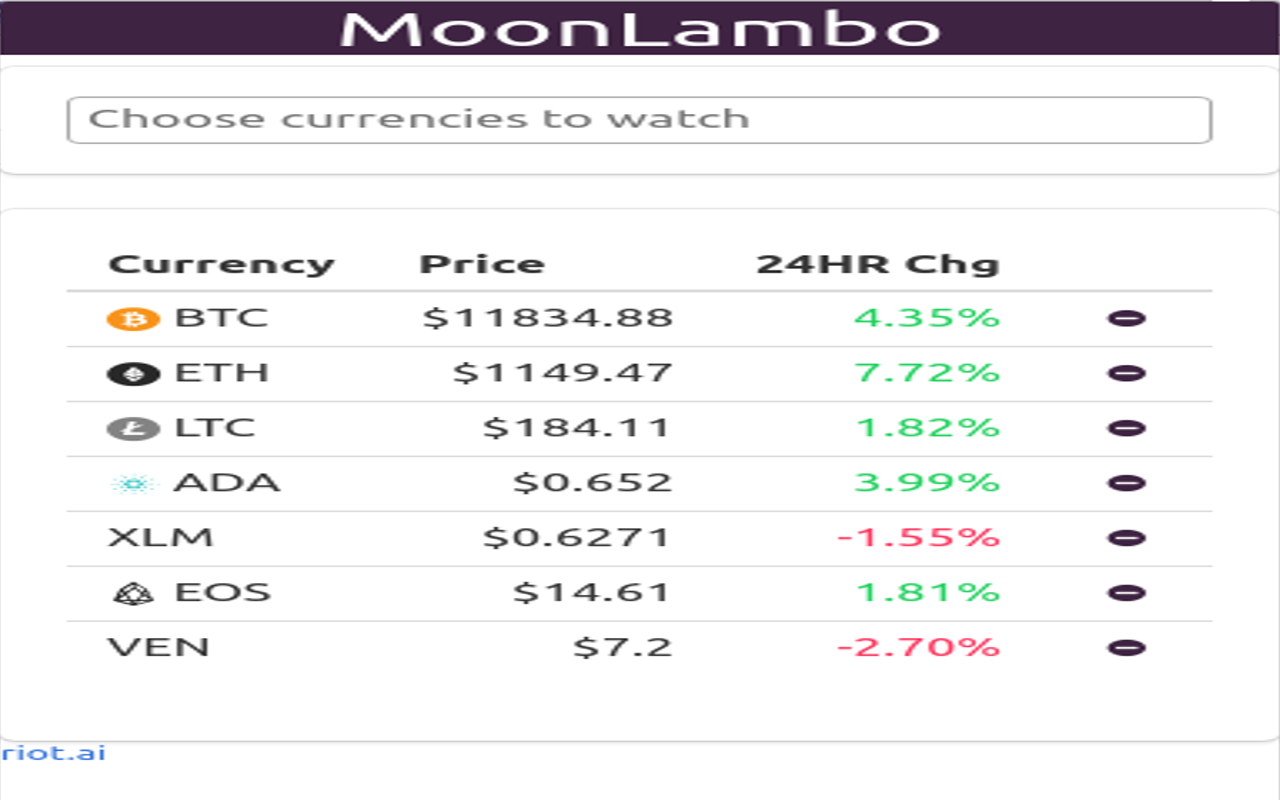 MoonLambo
Choose currencies to watch
Currency Price 24HR Chg
BTC $11834.88 4.35%
ETH $1149.47 7.72%
LTC $184.11 1.82%
ADA $0.652 3.99%
XLM $0.6271 -1.55%
EOS $14.61 1.81%
VEN $7.2 -2.70%
riot.ai